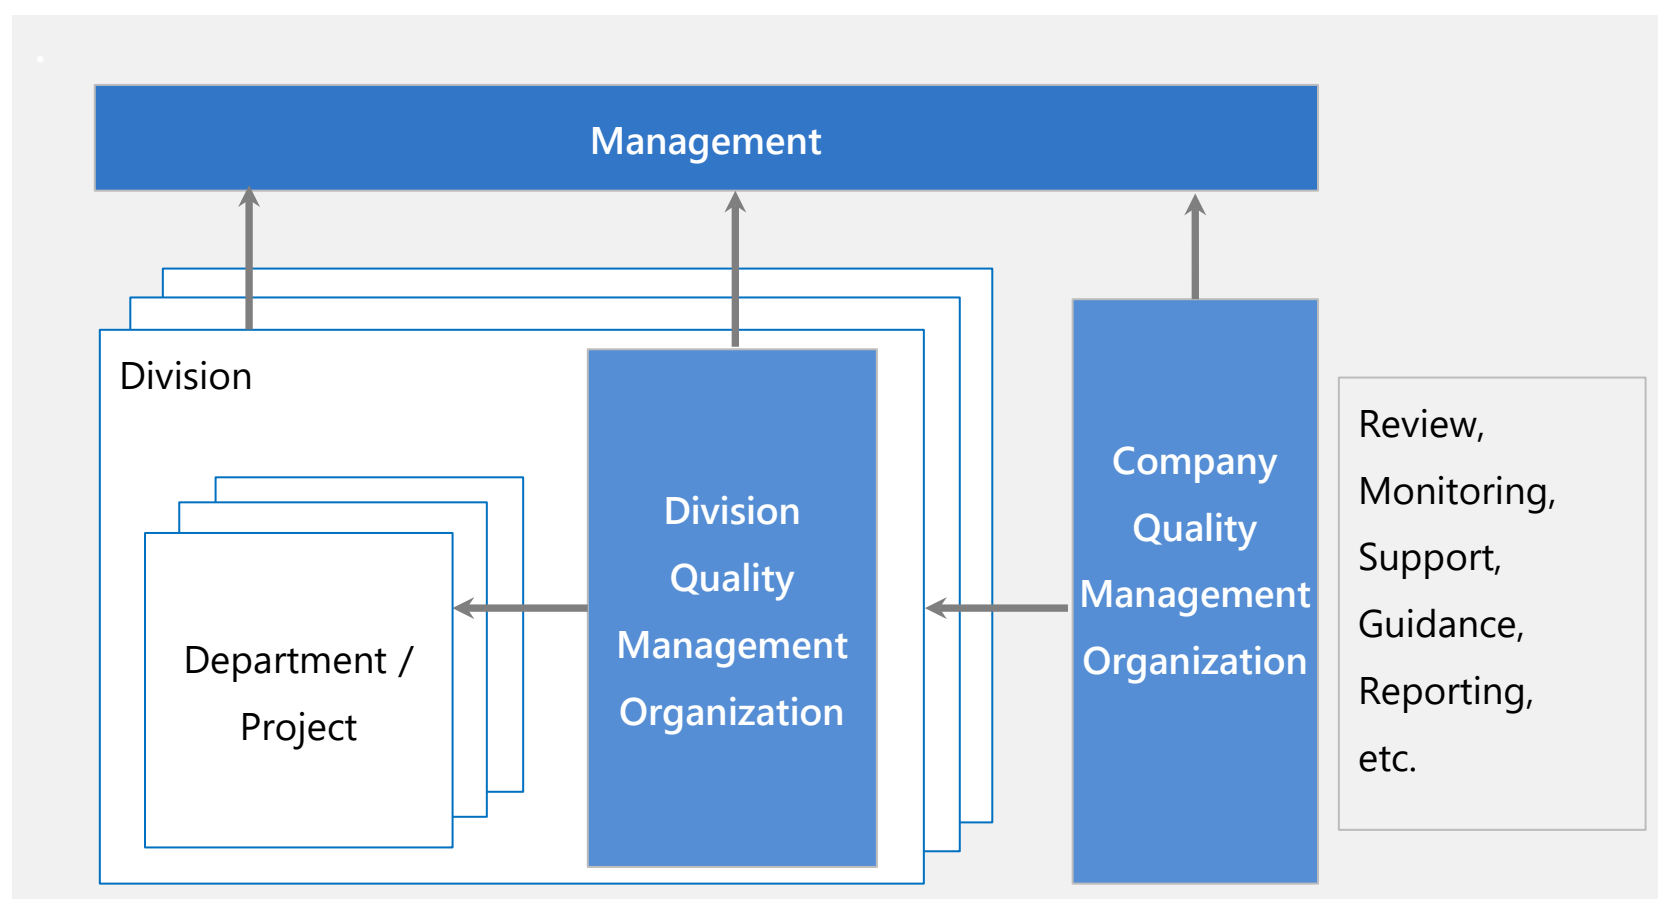 Management
Division
Department /
Project
Division
Quality
Management
Organization
Company
Quality
Management
Organization
Review,
Monitoring,
Support,
Guidance,
Reporting,
etc.